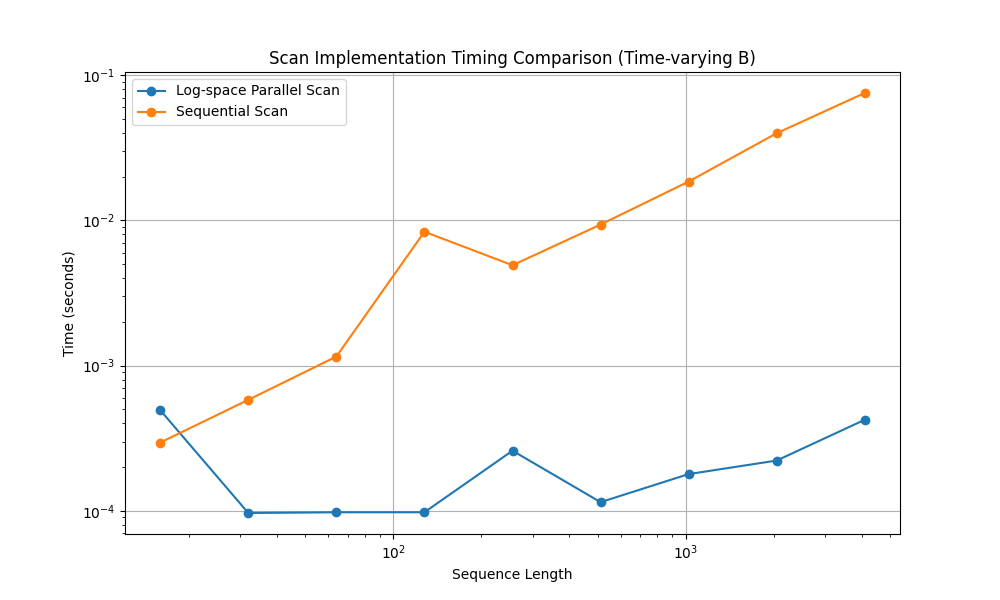 Scan Implementation Timing Comparison (Time-varying B)
Log-space Parallel Scan
Sequential Scan
Time (seconds)
10⁻¹
10⁻²
10⁻³
10⁻⁴
10²
10³
Sequence Length